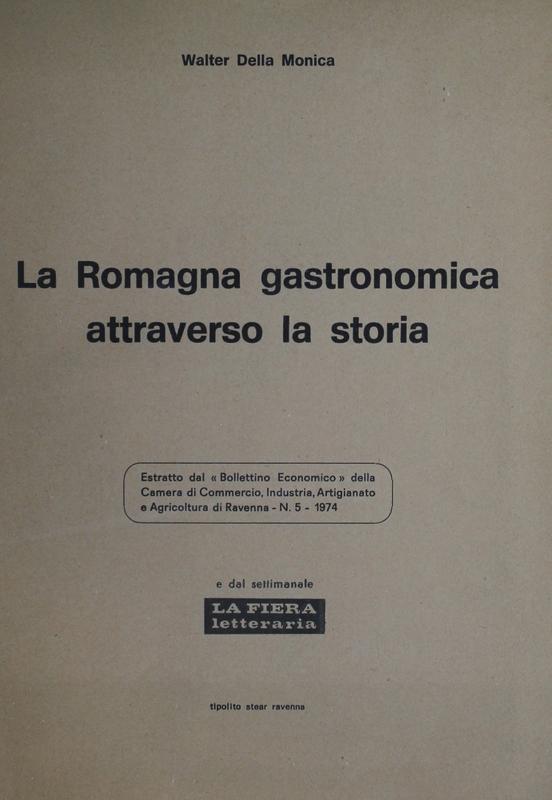 Walter Della Monica
La Romagna gastronomica
attraverso la storia
Estratto dal « Bollettino Economico » della
Camera di Commercio, Industria, Artigianato
e Agricoltura di Ravenna - N. 5 - 1974
e dal settimanale
LA FIERA
letteraria
tipolito stear ravenna